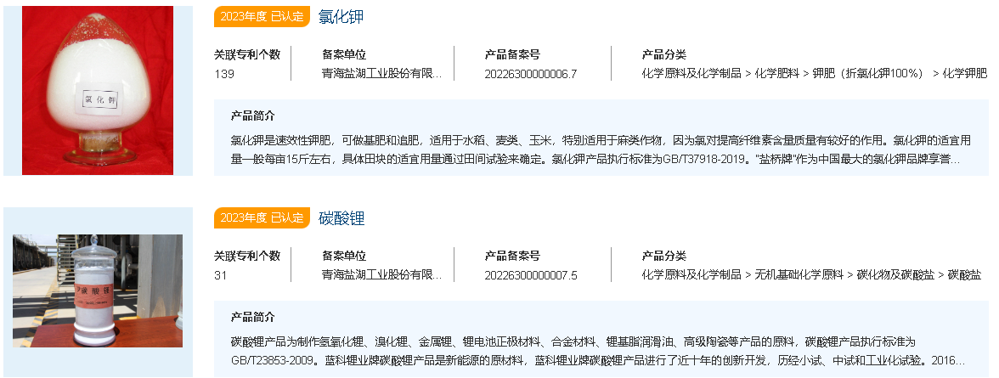 2023年度 已认定 氯化钾
关联专利个数 备案单位 产品备案号 产品分类
139 青海盐湖工业股份有限... 20226300000006.7 化学原料及化学制品 > 化学肥料 > 钾肥（折氯化钾100%） > 化学钾肥
氯化钾
产品简介
氯化钾是速效性钾肥，可做基肥和追肥，适用于水稻、麦类、玉米，特别适用于麻类作物，因为氯对提高纤维素含量质量有较好的作用。氯化钾的适宜用
量一般每亩15斤左右，具体田块的适宜用量通过田间试验来确定。氯化钾产品执行标准为GB/T37918-2019。"盐桥牌"作为中国最大的氯化钾品牌享誉...
2023年度 已认定 碳酸锂
关联专利个数 备案单位 产品备案号 产品分类
31 青海盐湖工业股份有限... 20226300000007.5 化学原料及化学制品 > 无机基础化学原料 > 碳化物及碳酸盐 > 碳酸盐
碳酸锂
产品简介
碳酸锂产品为制作氢氧化锂、溴化锂、金属锂、锂电池正极材料、合金材料、锂基脂润滑油、高级陶瓷等产品的原料，碳酸锂产品执行标准为
GB/T23853-2009。蓝科锂业牌碳酸锂产品是新能源的原材料，蓝科锂业牌碳酸锂产品进行了近十年的创新开发，历经小试、中试和工业化试验。2016...